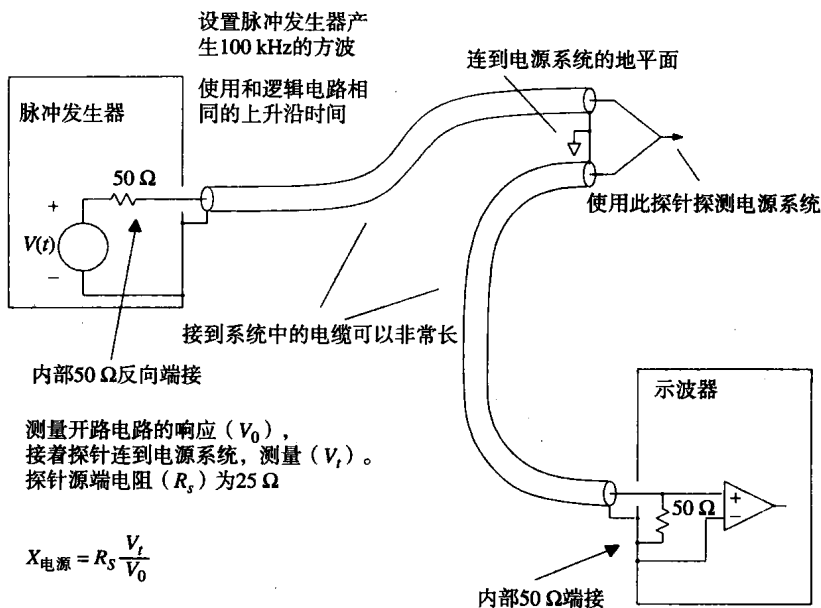 设置脉冲发生器产
生100 kHz的方波
使用和逻辑电路相
同的上升沿时间
连到电源系统的地平面
脉冲发生器
50 Ω
+
V(t)
−
使用此探针探测电源系统
接到系统中的电缆可以非常长
内部50 Ω反向端接
示波器
测量开路电路的响应（V₀），
接着探针连到电源系统，测量（Vₜ）。
探针源端电阻（Rₛ）为25 Ω
50 Ω
+
−
X电源 = R_S V_t/V_0
内部50 Ω端接